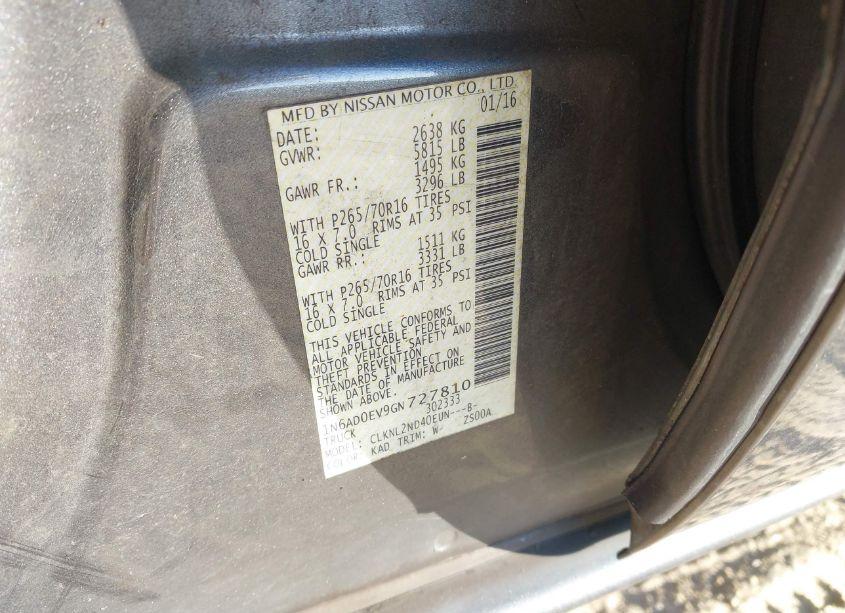 MFD BY NISSAN MOTOR CO., LTD.
DATE: 01/16
GVWR: 2638 KG
5815 LB
GAWR FR.: 1495 KG
3296 LB
WITH P265/70R16 TIRES
16 X 7.0 RIMS AT 35 PSI
COLD SINGLE
GAWR RR.: 1511 KG
3331 LB
WITH P265/70R16 TIRES
16 X 7.0 RIMS AT 35 PSI
COLD SINGLE
THIS VEHICLE CONFORMS TO
ALL APPLICABLE FEDERAL
MOTOR VEHICLE SAFETY AND
THEFT PREVENTION
STANDARDS IN EFFECT ON
THE DATE OF MANUFACTURE
SHOWN ABOVE.
1N6AD0EV9GN727810
TRUCK 302333
MODEL: CLKNL2ND40EUN---B-
COLOR: KAD TRIM: W- ZS00A